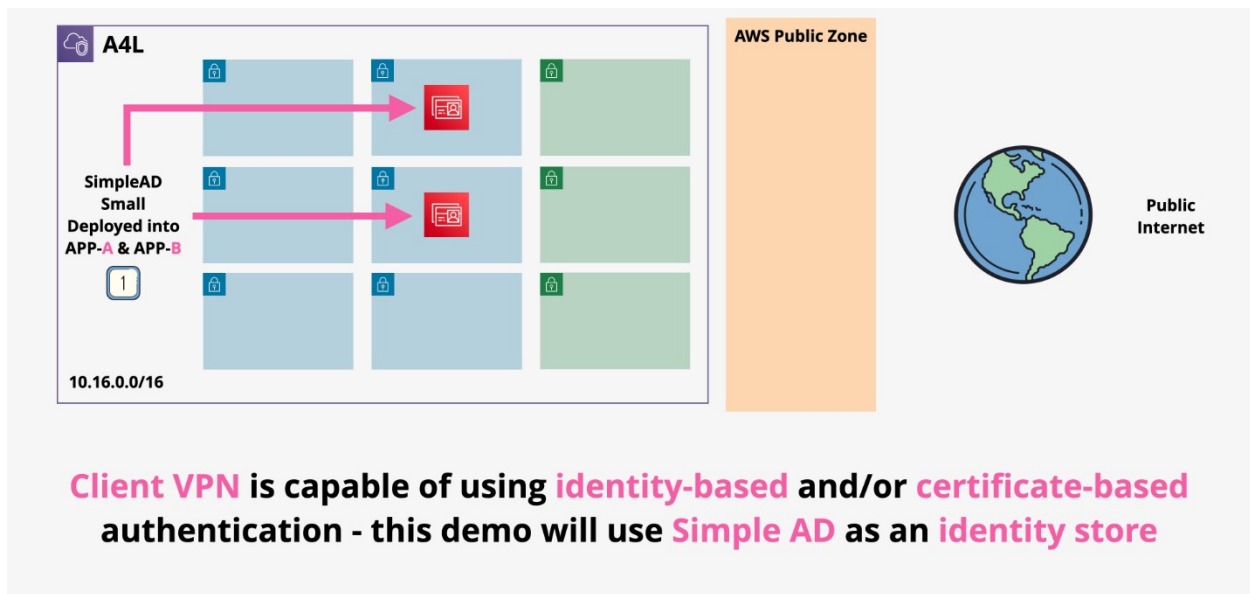 A4L
AWS Public Zone
SimpleAD
Small
Deployed into
APP-A & APP-B
1
10.16.0.0/16
Public
Internet
Client VPN is capable of using identity-based and/or certificate-based
authentication - this demo will use Simple AD as an identity store